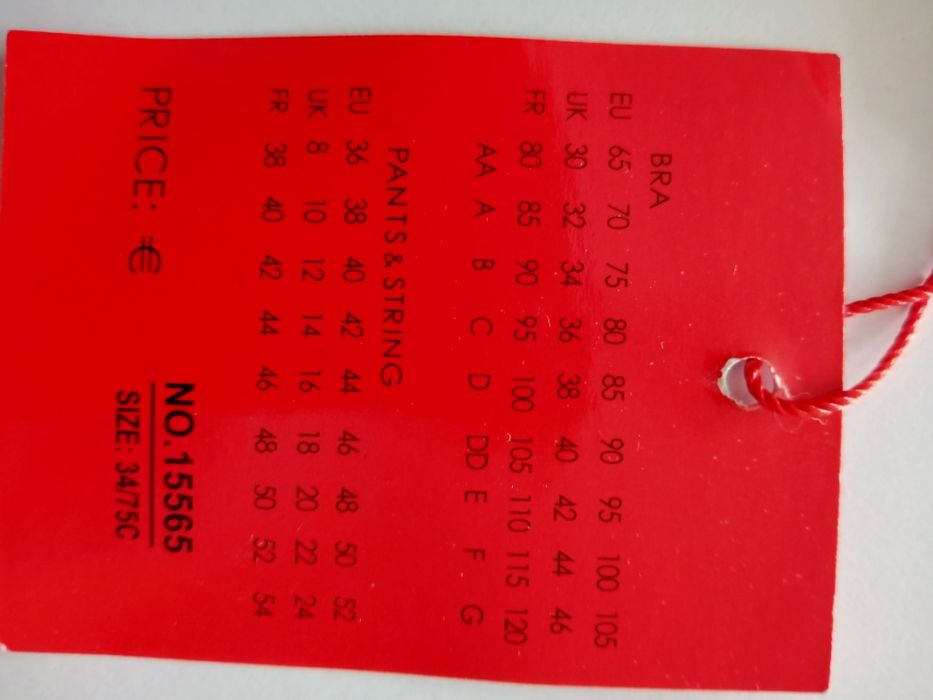 BRA
EU 65 70 75 80 85 90 95 100 105
UK 30 32 34 36 38 40 42 44 46
FR 80 85 90 95 100 105 110 115 120
AA A B C D DD E F G
PANTS & STRING
EU 36 38 40 42 44 46 48 50 52
UK 8 10 12 14 16 18 20 22 24
FR 38 40 42 44 46 48 50 52 54
NO.15565
PRICE: €
SIZE: 34/75C